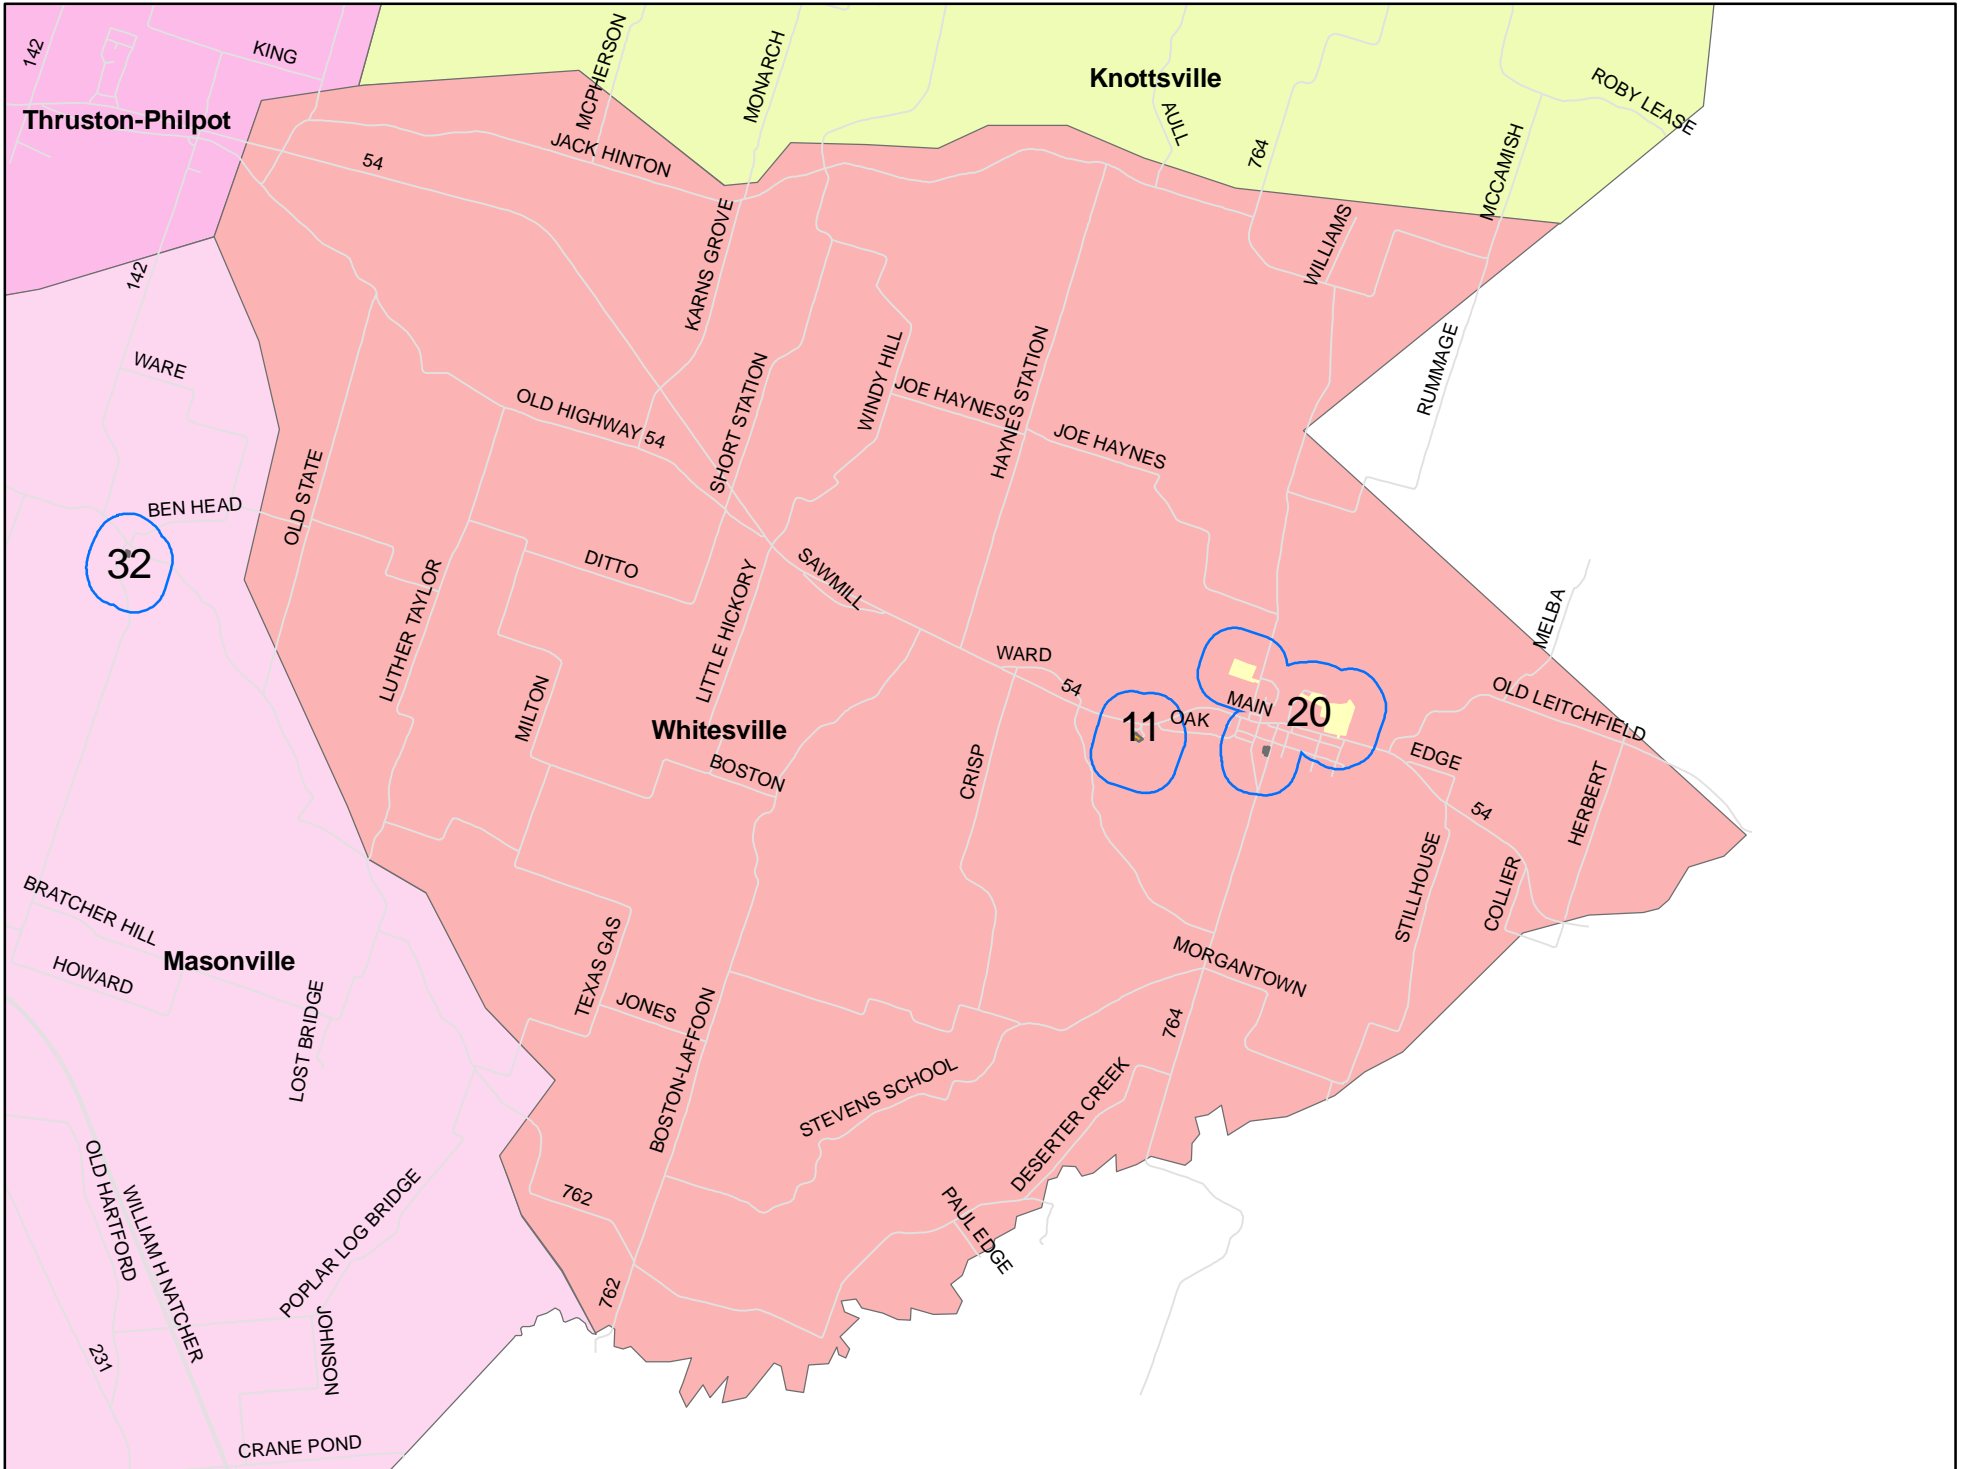 142
KING
MCPHERSON
MONARCH
Knottsville
ROBY LEASE
Thruston-Philpot
AULL
54
JACK HINTON
764
MCCAMISH
142
KARNS GROVE
WILLIAMS
WARE
OLD HIGHWAY 54
SHORT STATION
WINDY HILL
JOE HAYNES
HAYNES STATION
JOE HAYNES
RUMMAGE
BEN HEAD
OLD STATE
32
DITTO
SAWMILL
LUTHER TAYLOR
LITTLE HICKORY
MELBA
WARD
54
MILTON
Whitesville
11
OAK
MAIN
20
OLD LEITCHFIELD
BOSTON
CRISP
EDGE
54
HERBERT
STILLHOUSE
COLLIER
BRATCHER HILL
HOWARD
Masonville
LOST BRIDGE
TEXAS GAS
JONES
BOSTON-LAFFOON
MORGANTOWN
764
STEVENS SCHOOL
DESERTER CREEK
PAUL EDGE
762
762
OLD HARTFORD
WILLIAM H NATCHER
POPLAR LOG BRIDGE
JOHNSON
231
CRANE POND